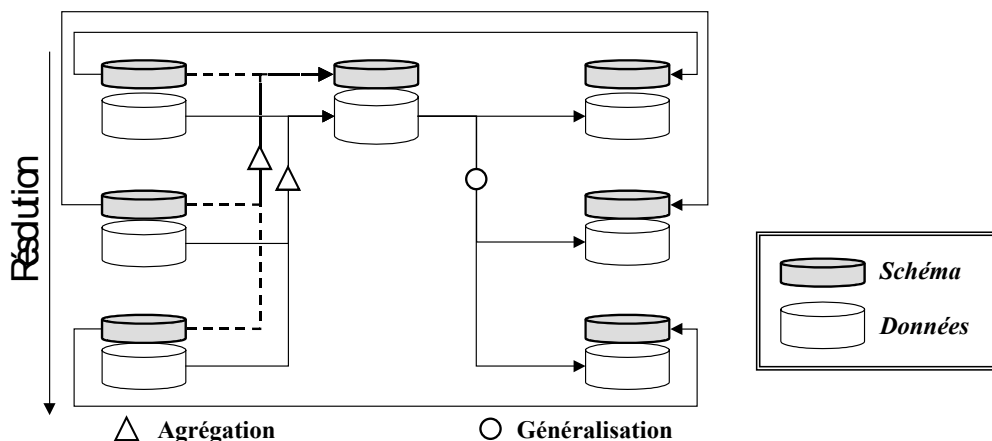 Résolution
Schéma
Données
Agrégation
Généralisation